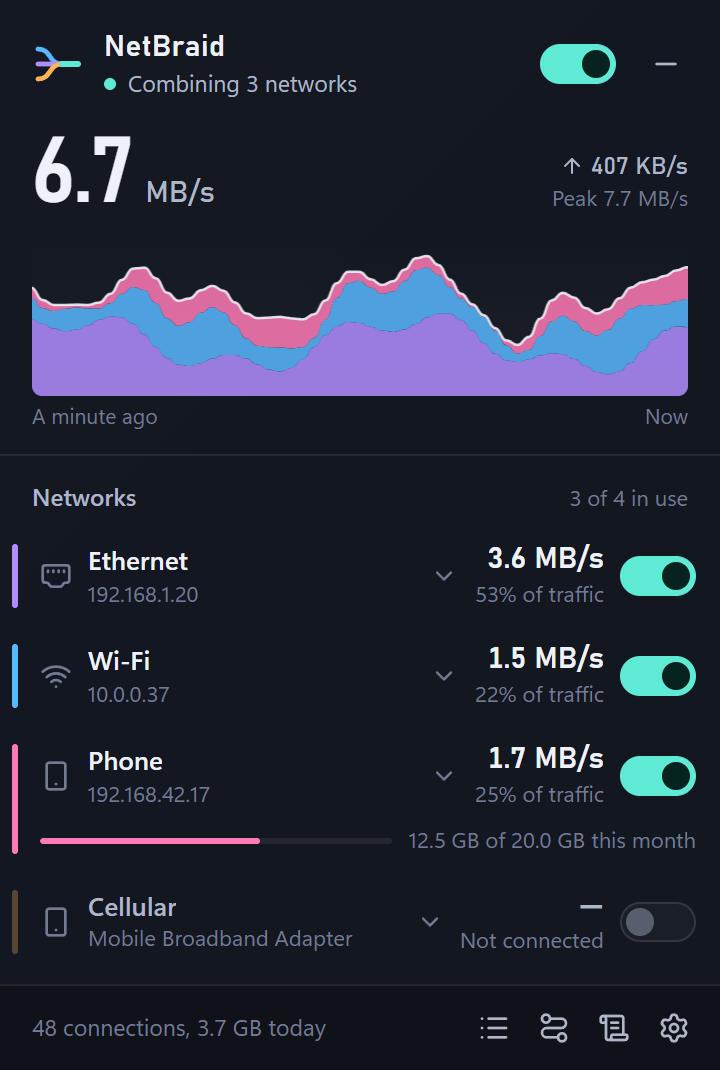 NetBraid
Combining 3 networks
6.7 MB/s
↑ 407 KB/s
Peak 7.7 MB/s
A minute ago
Now
Networks
3 of 4 in use
Ethernet
192.168.1.20
3.6 MB/s
53% of traffic
Wi-Fi
10.0.0.37
1.5 MB/s
22% of traffic
Phone
192.168.42.17
1.7 MB/s
25% of traffic
12.5 GB of 20.0 GB this month
Cellular
Mobile Broadband Adapter
—
Not connected
48 connections, 3.7 GB today